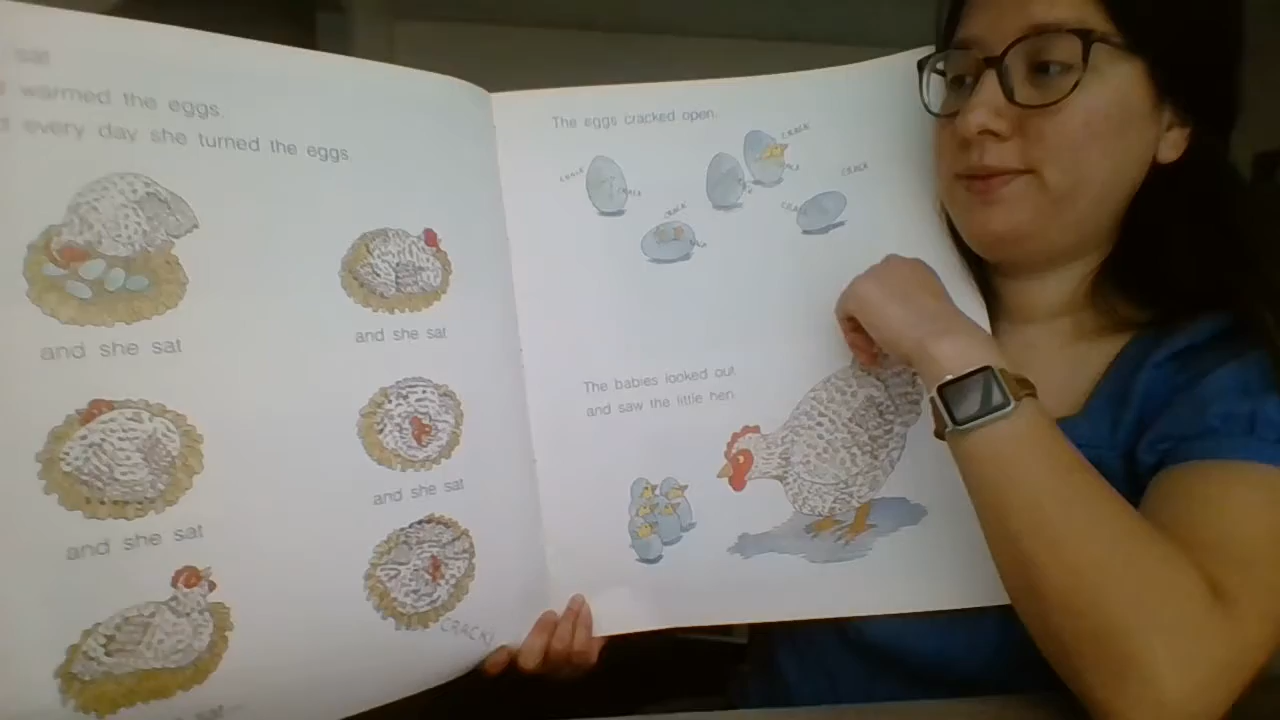 sat
warmed the eggs.
every day she turned the eggs
and she sat
and she sat
and she sat
and she sat
CRACK!
The eggs cracked open.
CRACK
CRACK
CRACK
CRACK
CRACK
The babies looked out
and saw the little hen.